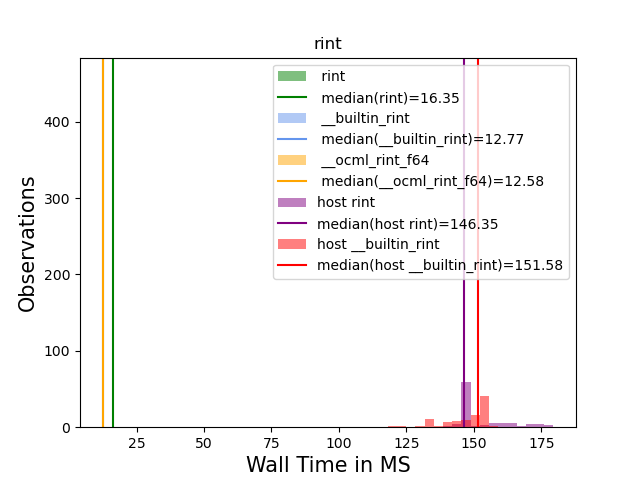 rint
rint
median(rint)=16.35
__builtin_rint
median(__builtin_rint)=12.77
__ocml_rint_f64
median(__ocml_rint_f64)=12.58
host rint
median(host rint)=146.35
host __builtin_rint
median(host __builtin_rint)=151.58
Observations
400
300
200
100
0
25 50 75 100 125 150 175
Wall Time in MS